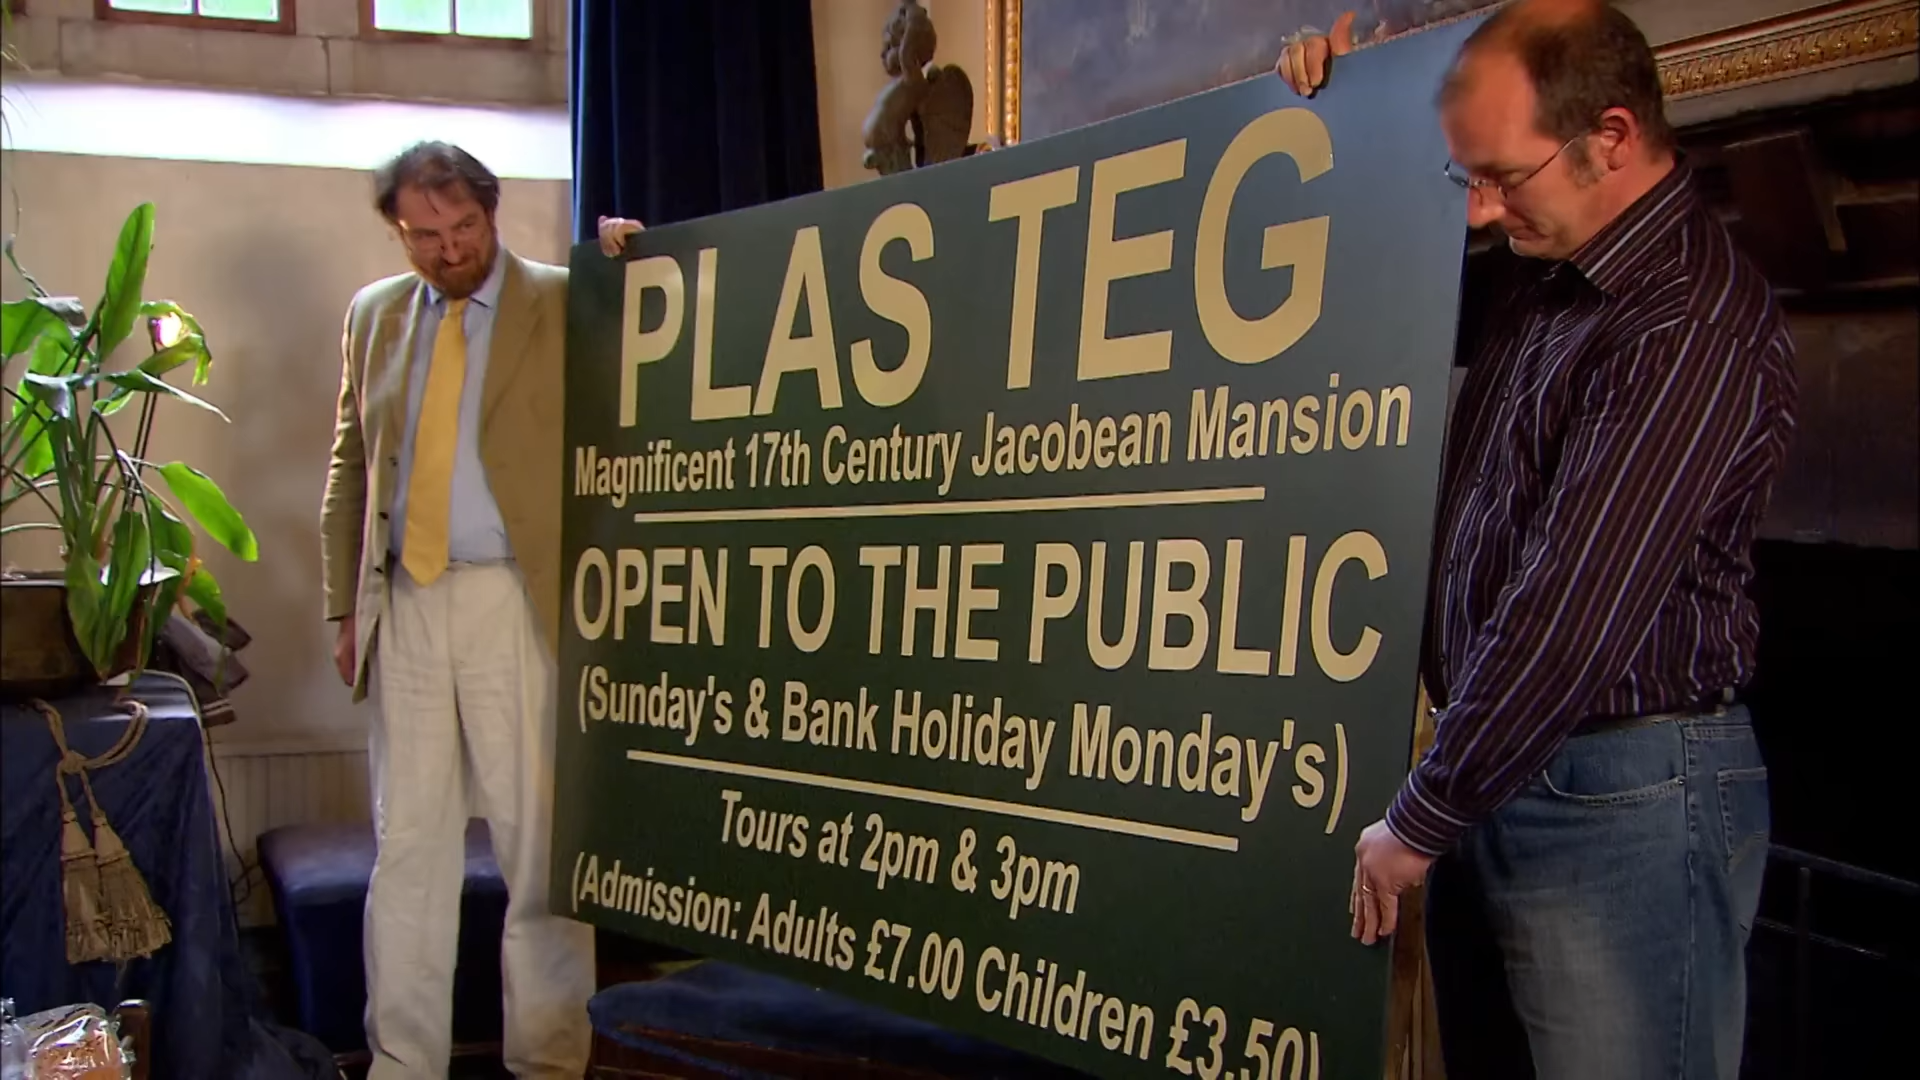 PLAS TEG
Magnificent 17th Century Jacobean Mansion
OPEN TO THE PUBLIC
(Sunday's & Bank Holiday Monday's)
Tours at 2pm & 3pm
(Admission: Adults £7.00 Children £3.50)